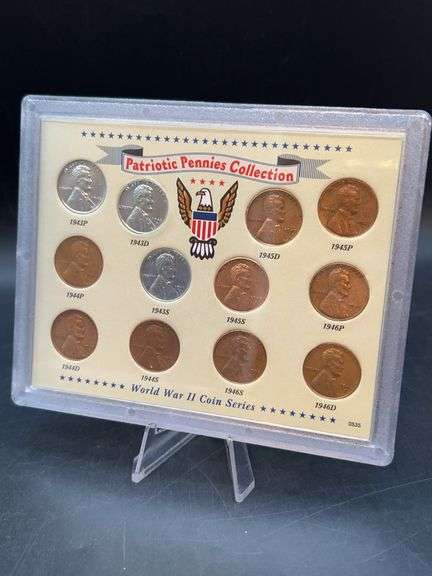 Patriotic Pennies Collection
1943P
1943D
1945D
1945P
1944P
1943S
1945S
1946P
1944D
1944S
1946S
1946D
World War II Coin Series
0535